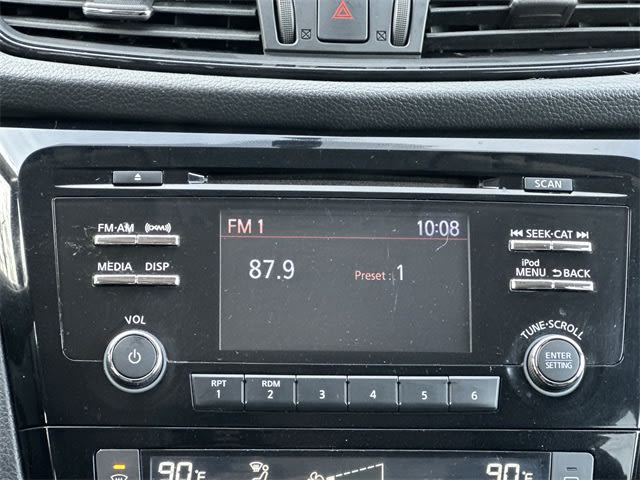 SCAN
FM·AM ((SXM))
FM 1 10:08
SEEK·CAT
MEDIA DISP
87.9 Preset : 1
iPod
MENU BACK
VOL
TUNE·SCROLL
ENTER
SETTING
RPT RDM
1 2 3 4 5 6
90°F 90°F